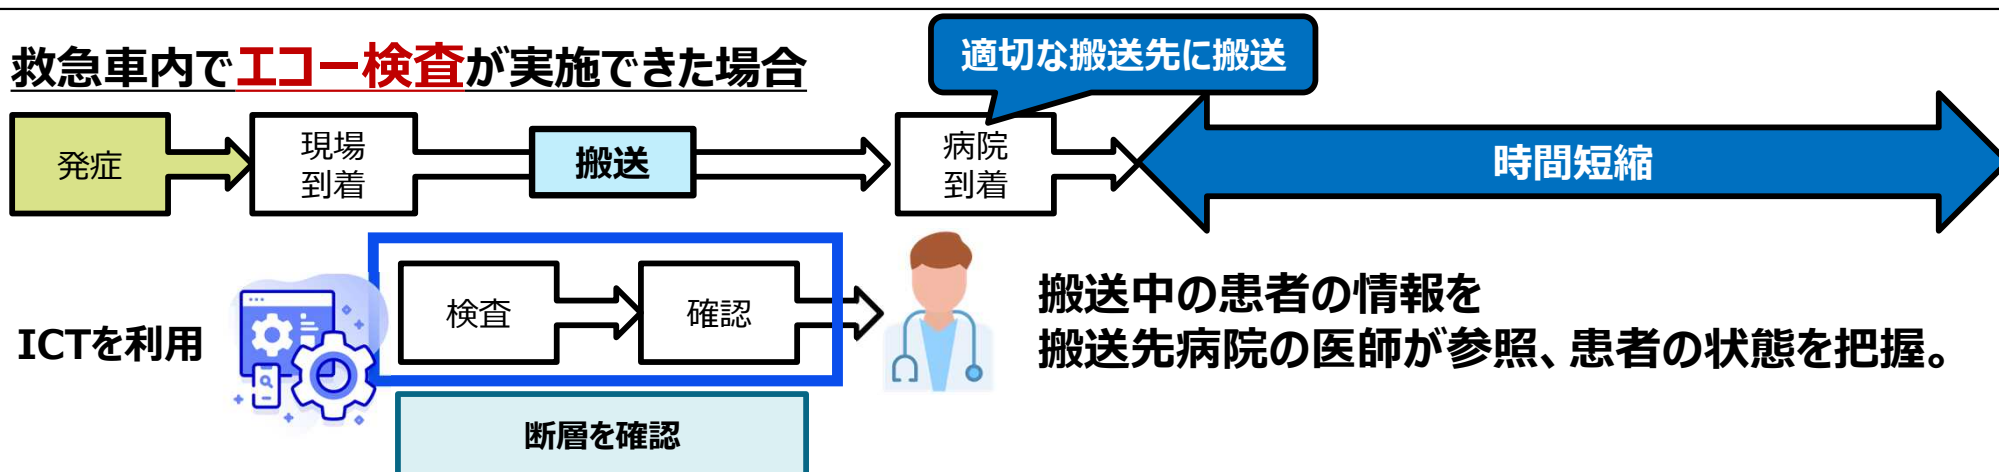 救急車内でエコー検査が実施できた場合
適切な搬送先に搬送
発症
現場
到着
搬送
病院
到着
時間短縮
ICTを利用
検査
確認
搬送中の患者の情報を
搬送先病院の医師が参照、患者の状態を把握。
断層を確認